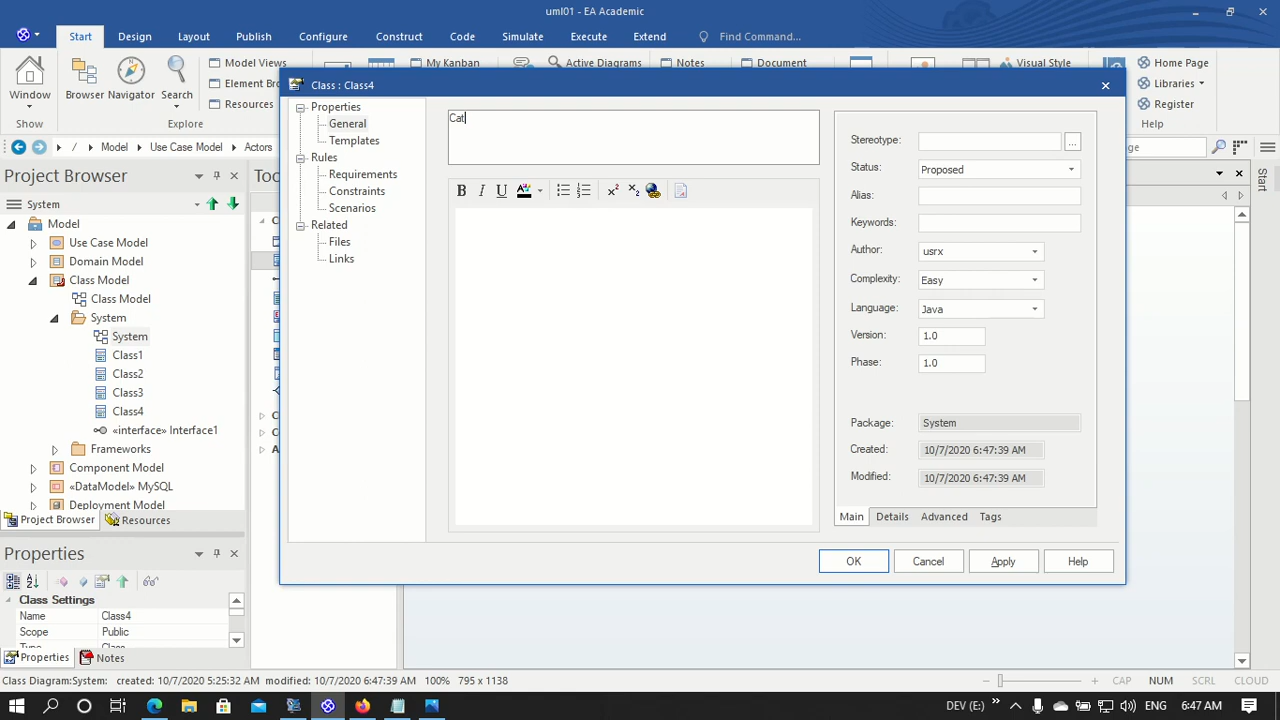 uml01 - EA Academic
Start Design Layout Publish Configure Construct Code Simulate Execute Extend Find Command...
Window
Show
Browser Navigator Search
Model Views
Element Bro
Resources
Explore
My Kanban
Active Diagrams
Notes
Document
Visual Style
Home Page
Libraries
Register
Help
/ Model Use Case Model Actors
Project Browser
System
Model
Use Case Model
Domain Model
Class Model
Class Model
System
System
Class1
Class2
Class3
Class4
«interface» Interface1
Frameworks
Component Model
«DataModel» MySQL
Deployment Model
Project Browser Resources
Properties
Class Settings
Name Class4
Scope Public
Properties Notes
Class : Class4
Properties
General
Templates
Rules
Requirements
Constraints
Scenarios
Related
Files
Links
Cat
B I U A
Stereotype: ...
Status: Proposed
Alias:
Keywords:
Author: usrx
Complexity: Easy
Language: Java
Version: 1.0
Phase: 1.0
Package: System
Created: 10/7/2020 6:47:39 AM
Modified: 10/7/2020 6:47:39 AM
Main Details Advanced Tags
OK Cancel Apply Help
Start
Class Diagram:System: created: 10/7/2020 5:25:32 AM modified: 10/7/2020 6:47:39 AM 100% 795 x 1138 CAP NUM SCRL CLOUD
DEV (E:) ENG 6:47 AM